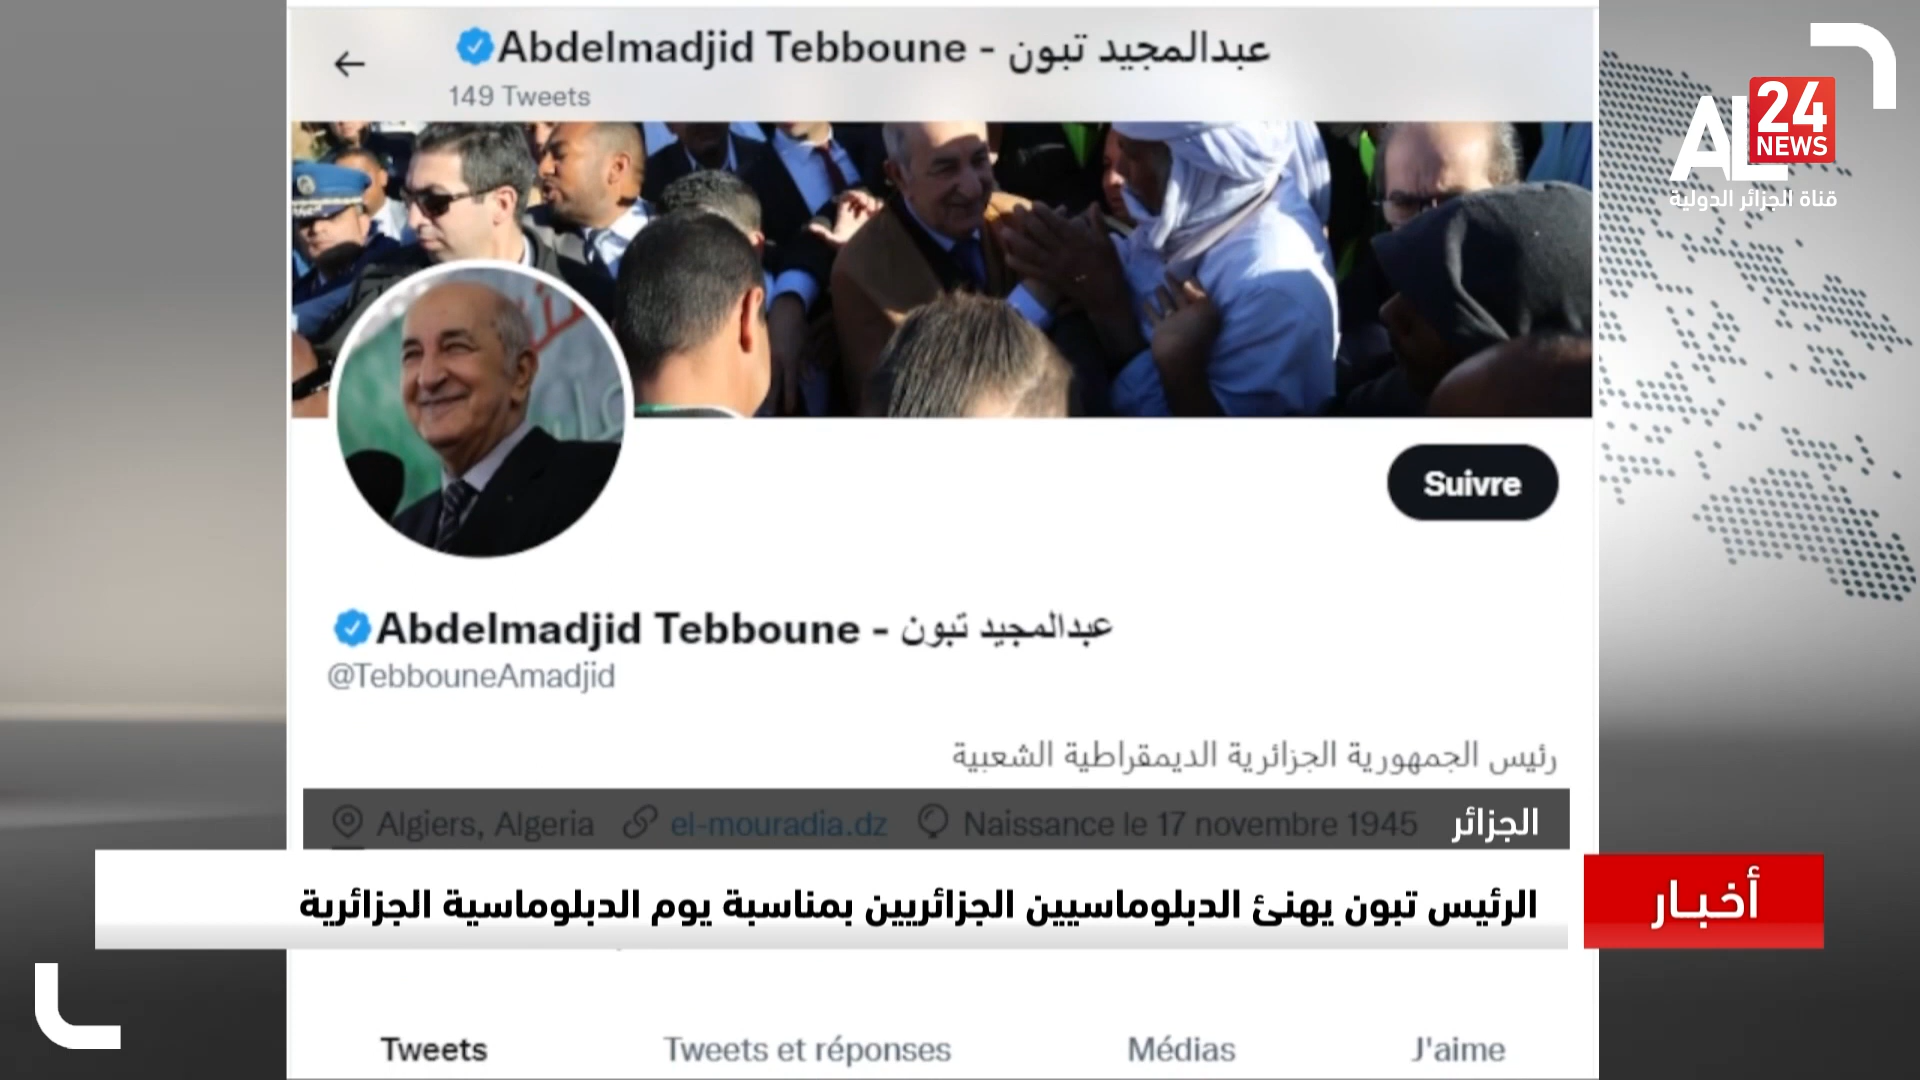 Abdelmadjid Tebboune - عبدالمجيد تبون
149 Tweets
AL
24
NEWS
قناة الجزائر الدولية
Suivre
Abdelmadjid Tebboune - عبدالمجيد تبون
@TebbouneAmadjid
رئيس الجمهورية الجزائرية الديمقراطية الشعبية
Algiers, Algeria el-mouradia.dz Naissance le 17 novembre 1945
الجزائر
الرئيس تبون يهنئ الدبلوماسيين الجزائريين بمناسبة يوم الدبلوماسية الجزائرية
أخبار
Tweets Tweets et réponses Médias J'aime